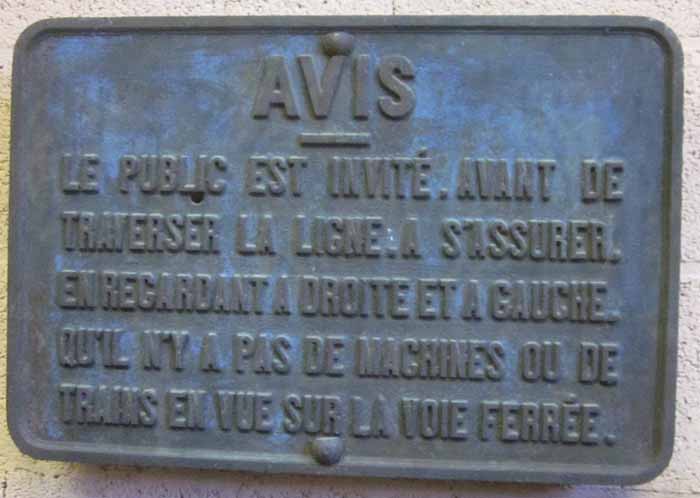 AVIS
LE PUBLIC EST INVITÉ, AVANT DE
TRAVERSER LA LIGNE, A S'ASSURER,
EN REGARDANT A DROITE ET A GAUCHE,
QU'IL N'Y A PAS DE MACHINES OU DE
TRAINS EN VUE SUR LA VOIE FERRÉE.